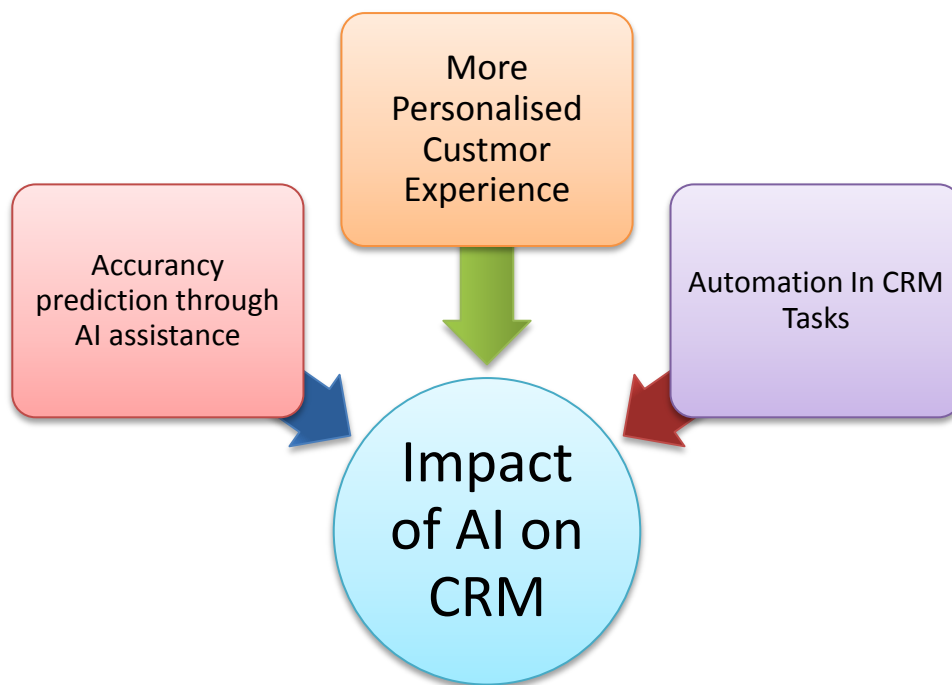 More
Personalised
Custmor
Experience
Accurancy
prediction through
AI assistance
Automation In CRM
Tasks
Impact
of AI on
CRM